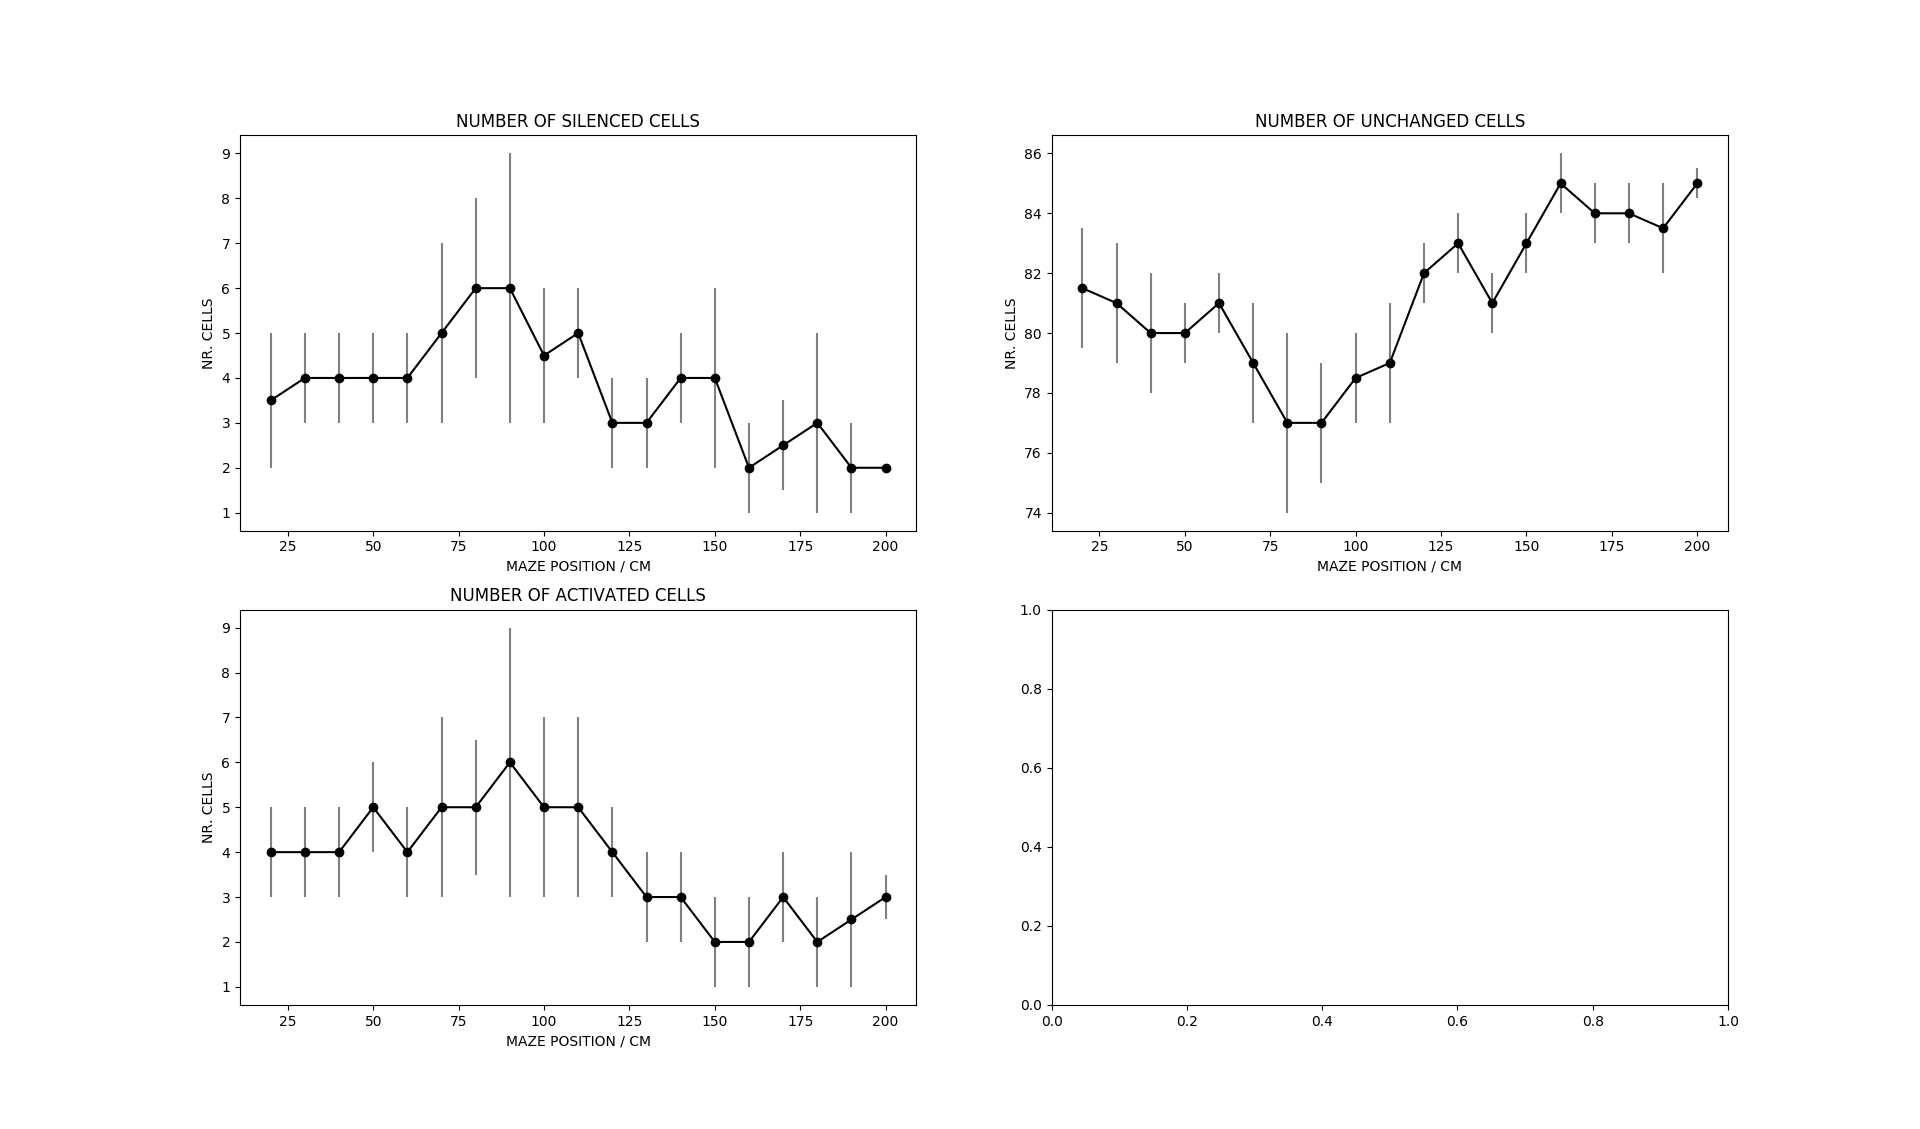 NUMBER OF SILENCED CELLS
9
8
7
6
5
4
3
2
1
NR. CELLS
25 50 75 100 125 150 175 200
MAZE POSITION / CM
NUMBER OF UNCHANGED CELLS
86
84
82
80
78
76
74
NR. CELLS
25 50 75 100 125 150 175 200
MAZE POSITION / CM
NUMBER OF ACTIVATED CELLS
9
8
7
6
5
4
3
2
1
NR. CELLS
25 50 75 100 125 150 175 200
MAZE POSITION / CM
1.0
0.8
0.6
0.4
0.2
0.0
0.0 0.2 0.4 0.6 0.8 1.0